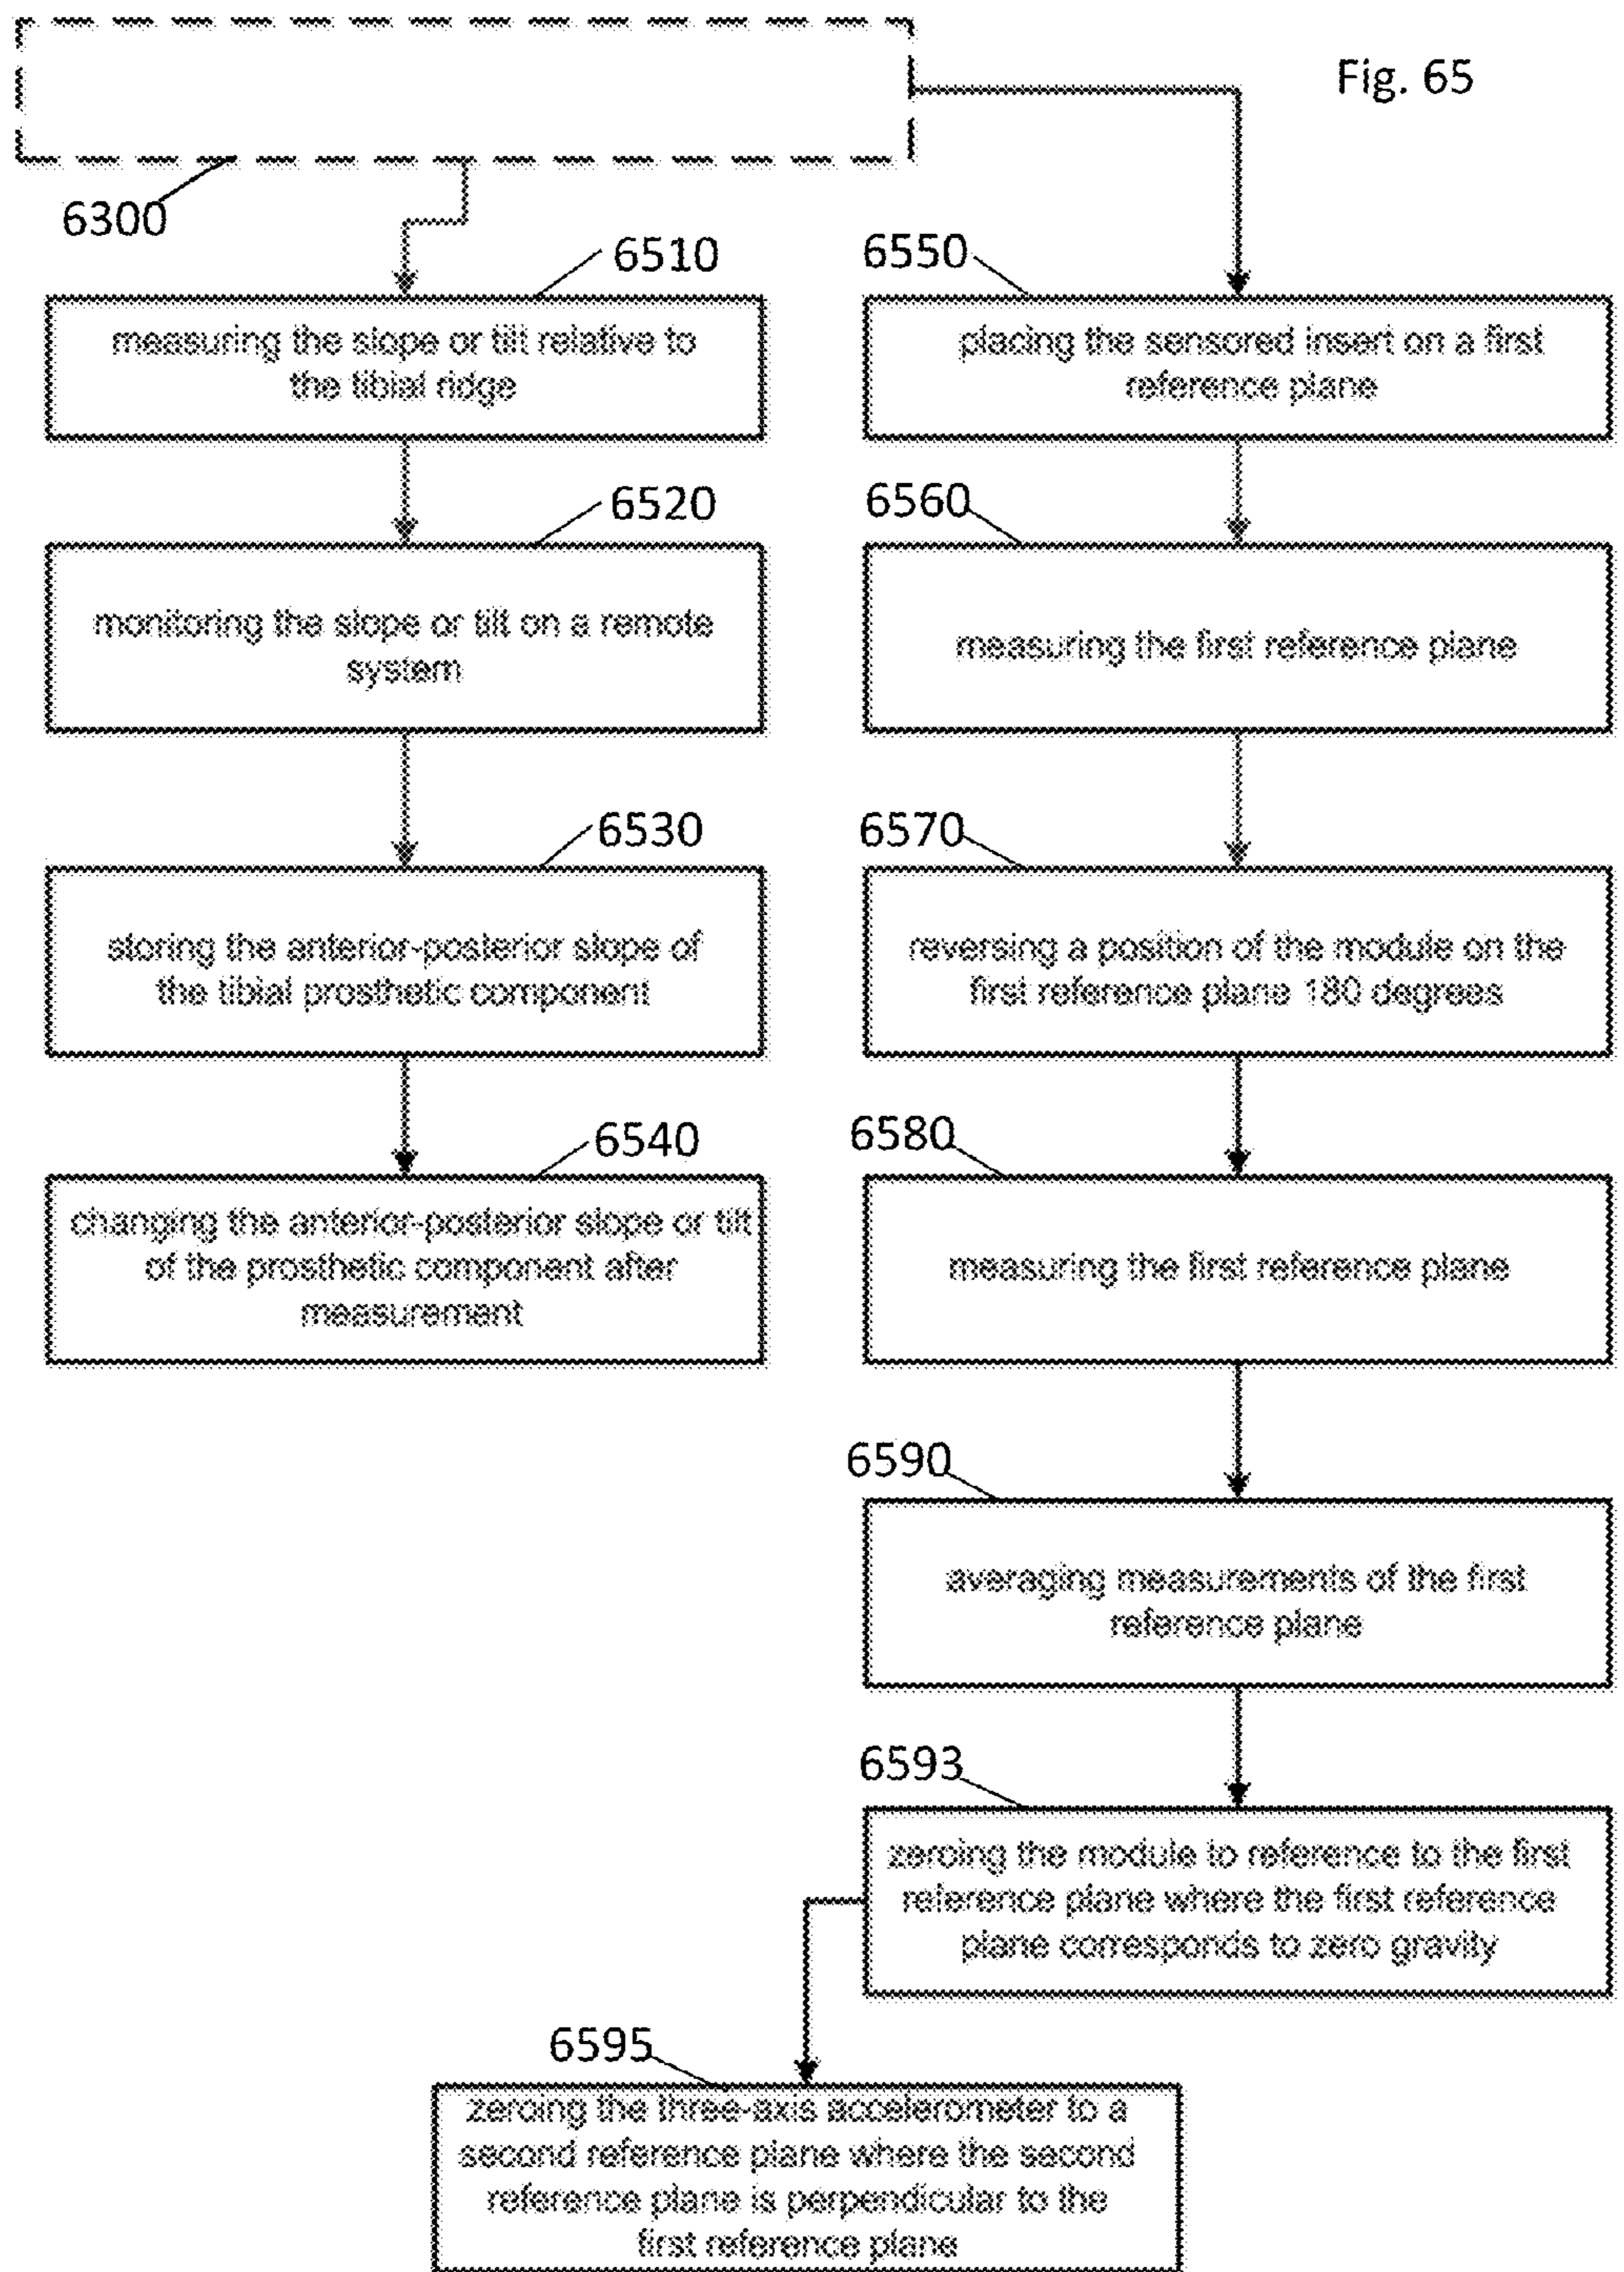 Fig. 65
6300
6510
measuring the slope or tilt relative to
the tibial ridge
6520
monitoring the slope or tilt on a remote
system
6530
storing the anterior-posterior slope of
the tibial prosthetic component
6540
changing the anterior-posterior slope or tilt
of the prosthetic component after
measurement
6550
placing the sensored insert on a first
reference plane
6560
measuring the first reference plane
6570
reversing a position of the module on the
first reference plane 180 degrees
6580
measuring the first reference plane
6590
averaging measurements of the first
reference plane
6593
zeroing the module to reference to the first
reference plane where the first reference
plane corresponds to zero gravity
6595
zeroing the three-axis accelerometer to a
second reference plane where the second
reference plane is perpendicular to the
first reference plane